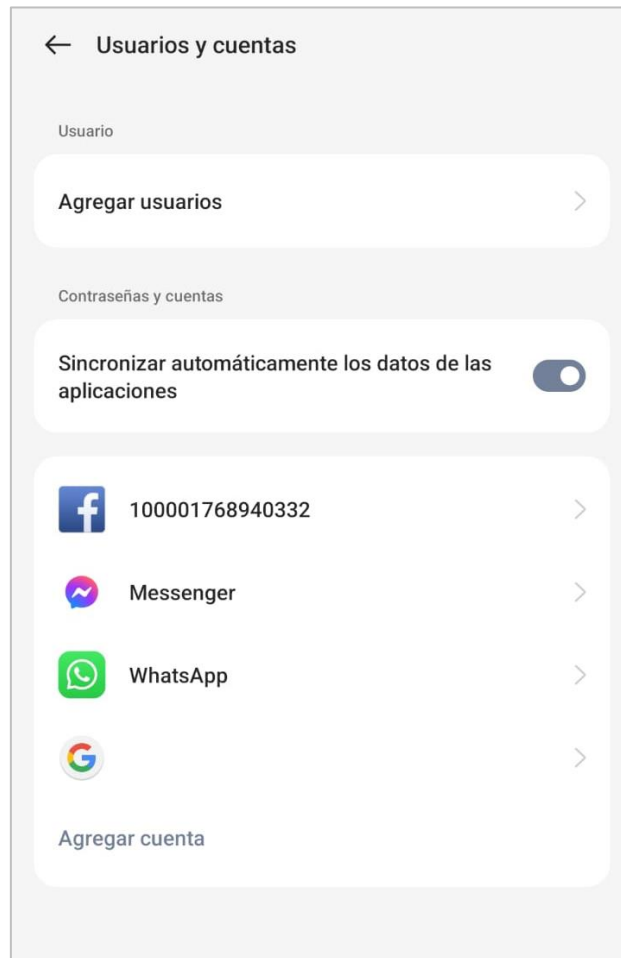 Usuarios y cuentas
Usuario
Agregar usuarios
Contraseñas y cuentas
Sincronizar automáticamente los datos de las
aplicaciones
100001768940332
Messenger
WhatsApp
Agregar cuenta